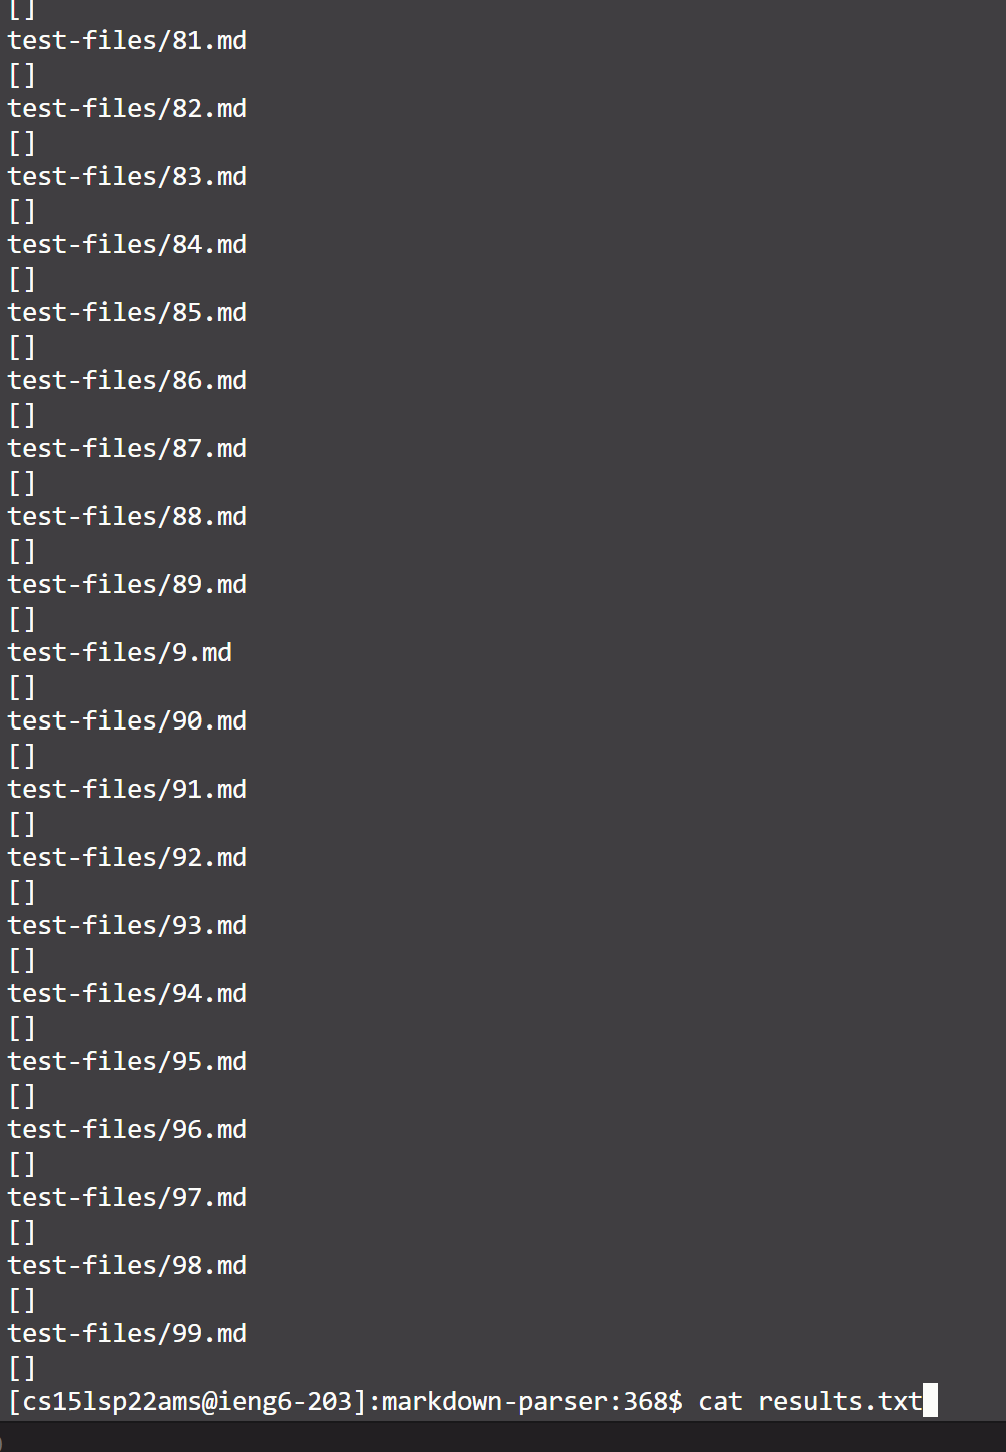 []
test-files/81.md
[]
test-files/82.md
[]
test-files/83.md
[]
test-files/84.md
[]
test-files/85.md
[]
test-files/86.md
[]
test-files/87.md
[]
test-files/88.md
[]
test-files/89.md
[]
test-files/9.md
[]
test-files/90.md
[]
test-files/91.md
[]
test-files/92.md
[]
test-files/93.md
[]
test-files/94.md
[]
test-files/95.md
[]
test-files/96.md
[]
test-files/97.md
[]
test-files/98.md
[]
test-files/99.md
[]
[cs15lsp22ams@ieng6-203]:markdown-parser:368$ cat results.txt